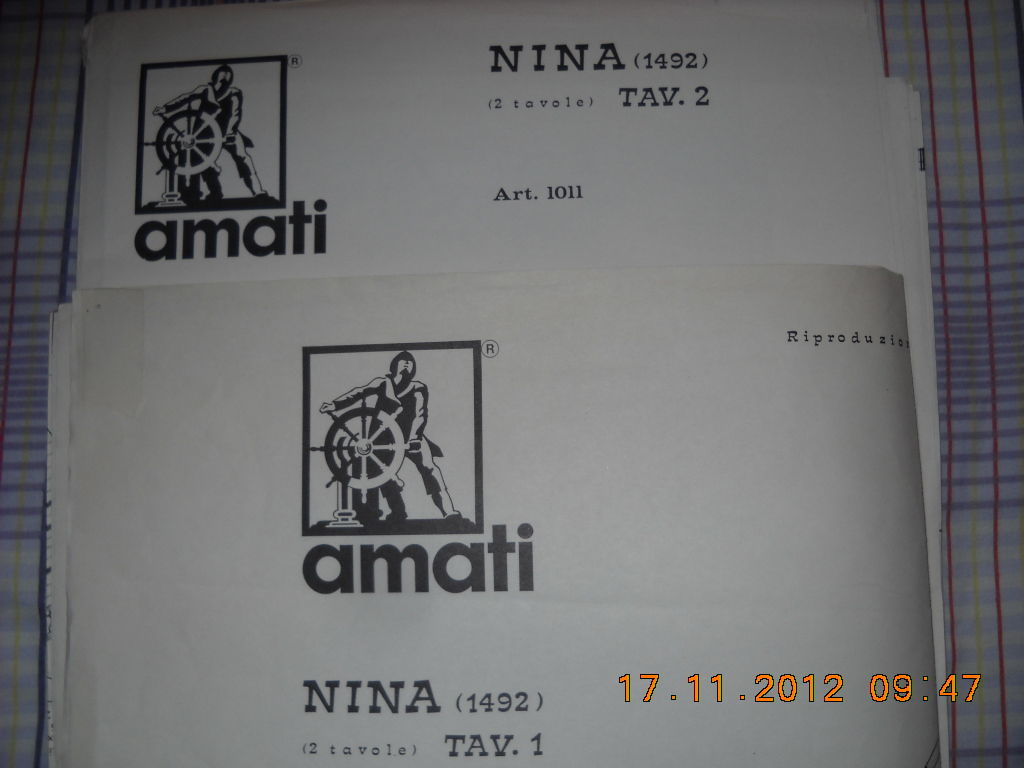 NINA (1492)
(2 tavole) TAV. 2
Art. 1011
®
amati
Riproduzio
®
amati
NINA (1492)
(2 tavole) TAV. 1
17.11.2012 09:47